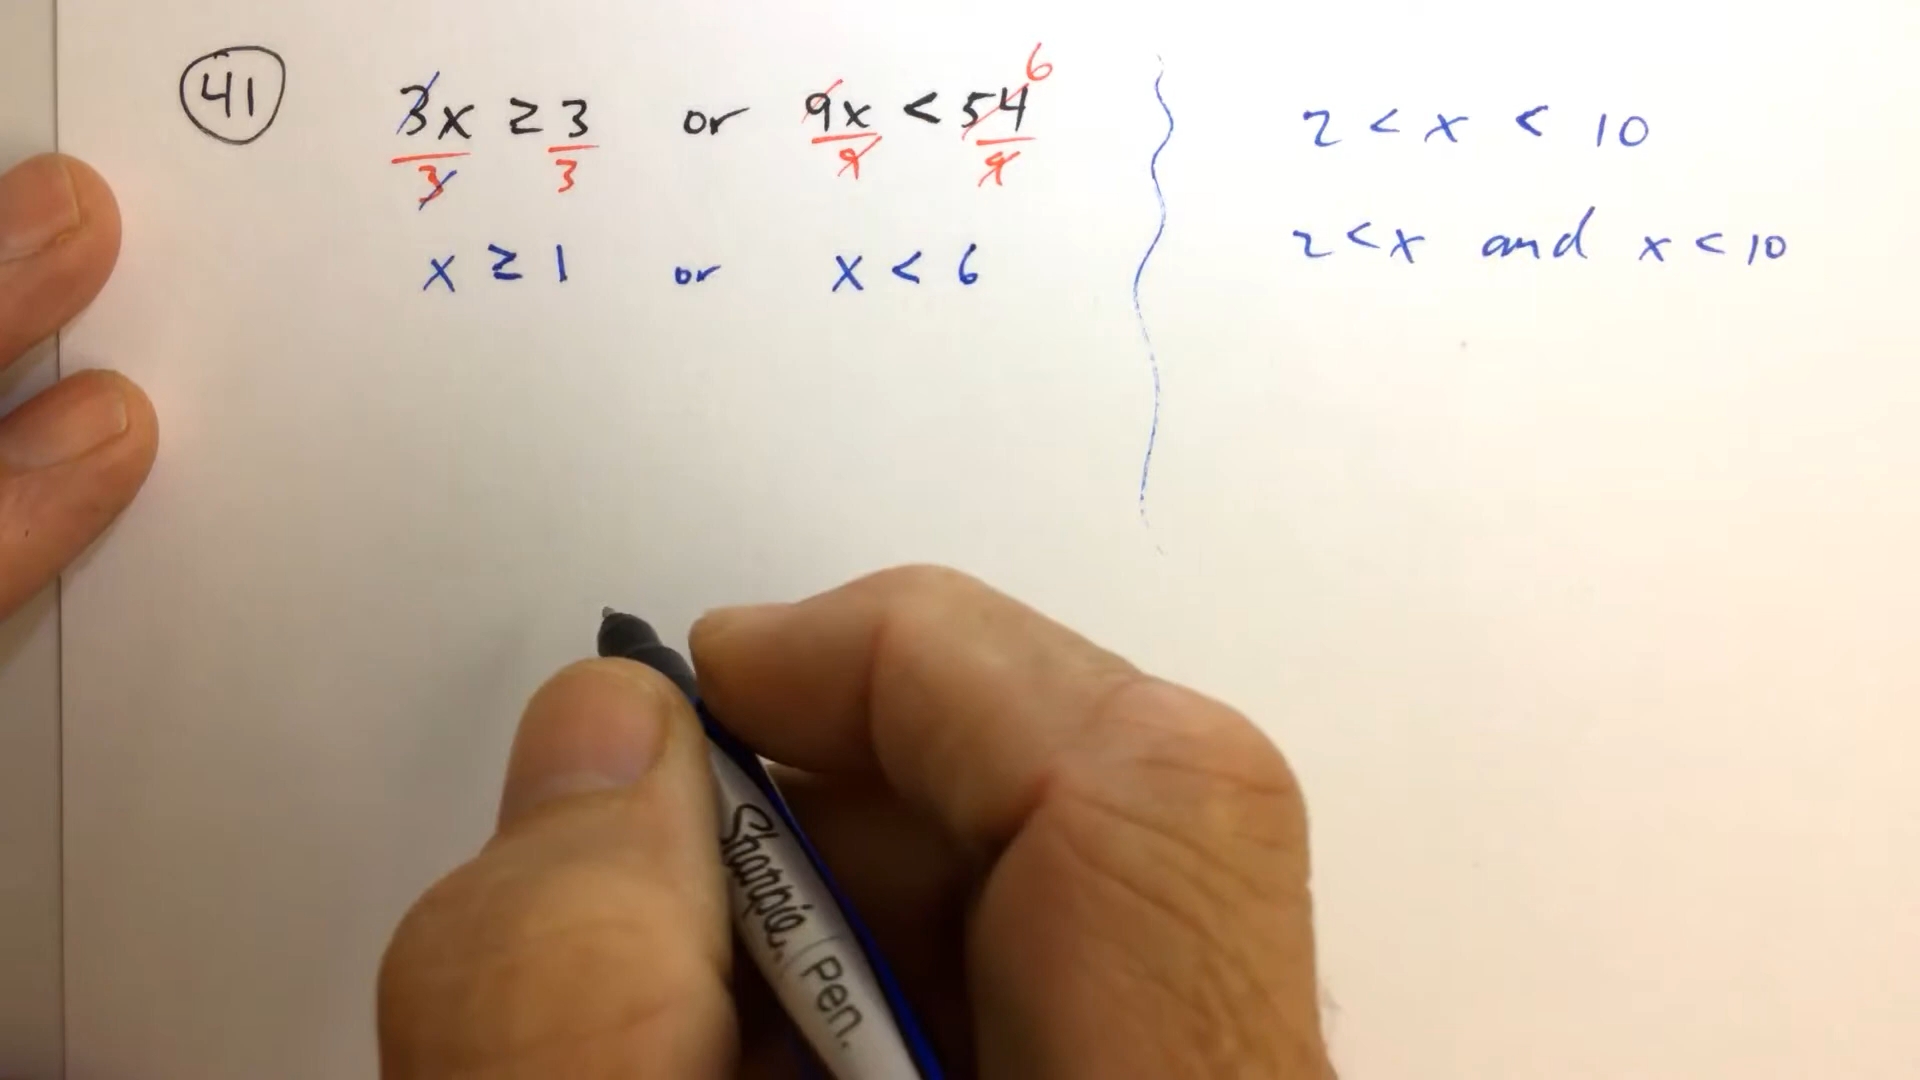 41 3x ≥ 3 or 9x < 54 6
3 3 9 9
x ≥ 1 or x < 6
2 < x < 10
2 < x and x < 10
Sharpie. Pen.